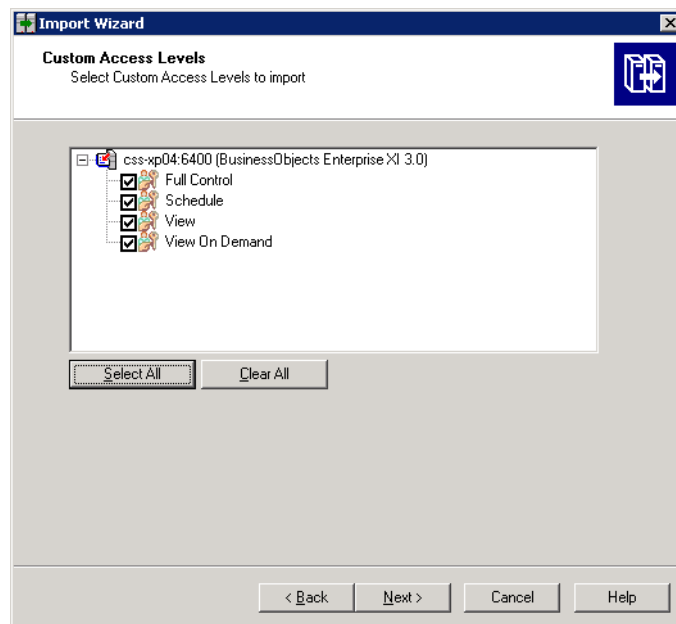 Import Wizard
Custom Access Levels
Select Custom Access Levels to import
css-xp04:6400 (BusinessObjects Enterprise XI 3.0)
Full Control
Schedule
View
View On Demand
Select All
Clear All
< Back
Next >
Cancel
Help